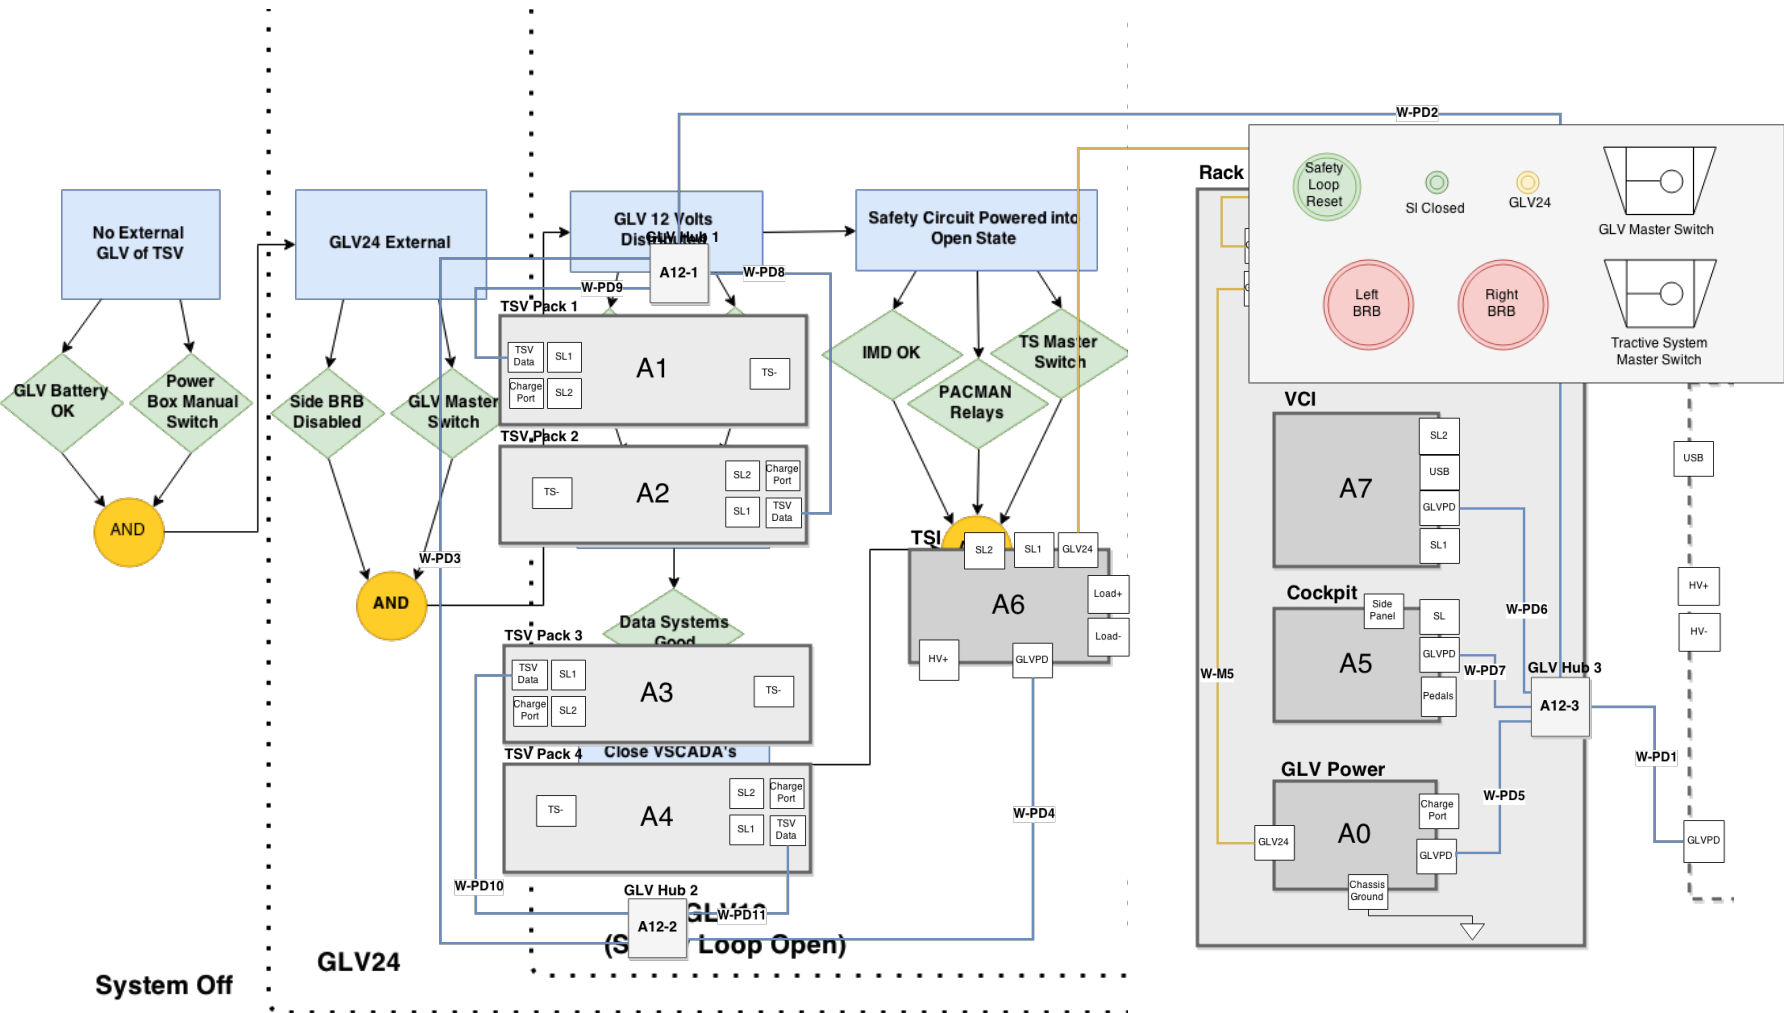 W-PD2
No External
GLV of TSV
GLV24 External
GLV 12 Volts
GLV Hub 1
A12-1
W-PD8
W-PD9
Safety Circuit Powered into
Open State
GLV Battery
OK
Power
Box Manual
Switch
AND
Side BRB
Disabled
GLV Master
Switch
AND
W-PD3
TSV Pack 1
TSV
Data
SL1
Charge
Port
SL2
A1
TS-
TSV Pack 2
TS-
A2
SL2
Charge
Port
SL1
TSV
Data
IMD OK
PACMAN
Relays
TS Master
Switch
Data Systems
Good
TSV Pack 3
TSV
Data
SL1
Charge
Port
SL2
A3
TS-
Close VSCADA's
TSV Pack 4
TS-
A4
SL2
Charge
Port
SL1
TSV
Data
W-PD10
GLV Hub 2
A12-2
W-PD11
Loop Open)
GLV24
System Off
TSI
SL2
SL1
GLV24
A6
Load+
Load-
HV+
GLVPD
W-PD4
Rack
Safety
Loop
Reset
SI Closed
GLV24
GLV Master Switch
Left
BRB
Right
BRB
Tractive System
Master Switch
VCI
A7
SL2
USB
GLVPD
SL1
W-PD6
Cockpit
Side
Panel
SL
A5
GLVPD
Pedals
W-PD7
W-M5
GLV Hub 3
A12-3
W-PD1
GLV Power
A0
Charge
Port
GLV24
GLVPD
W-PD5
Chassis
Ground
USB
HV+
HV-
GLVPD